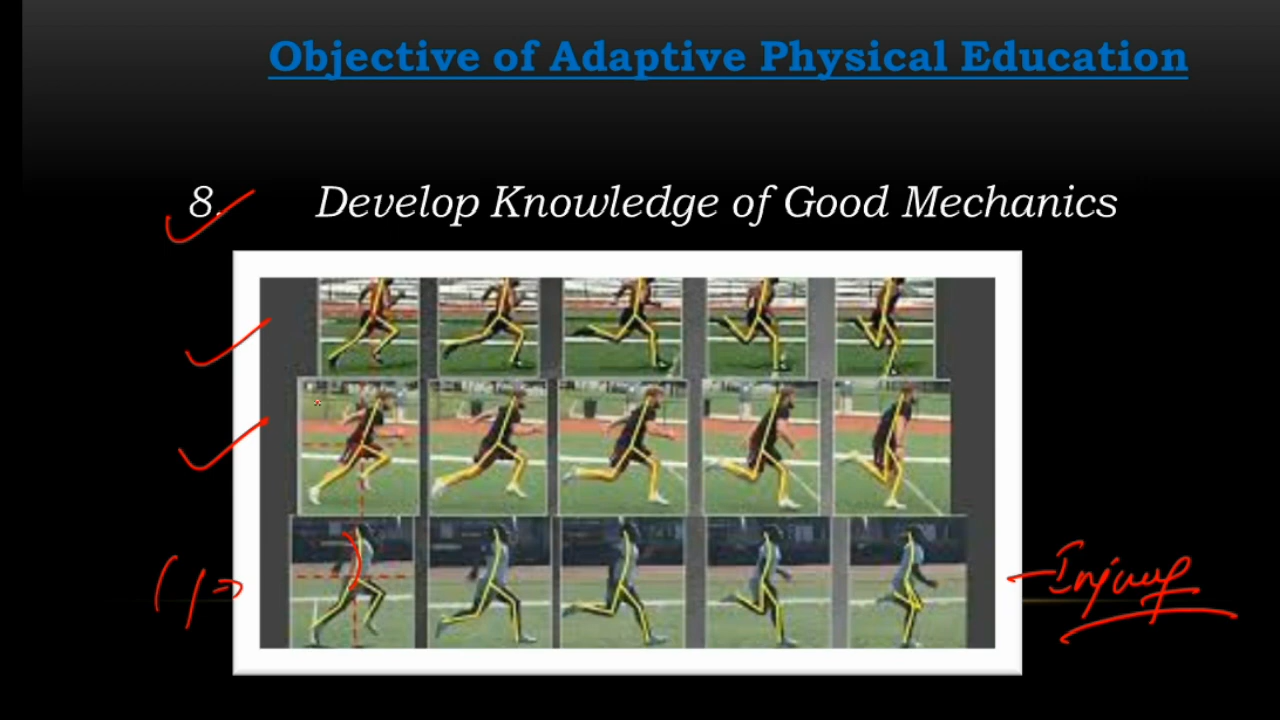 Objective of Adaptive Physical Education
8. Develop Knowledge of Good Mechanics
Injury